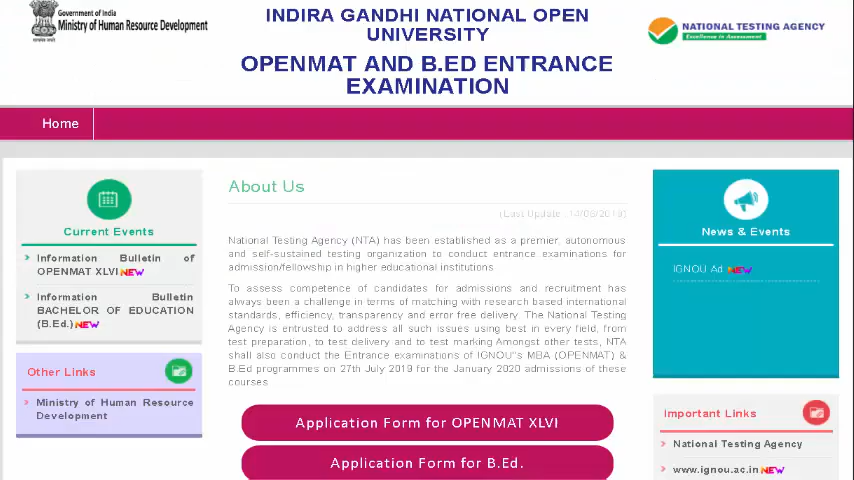 Government of India
Ministry of Human Resource Development
INDIRA GANDHI NATIONAL OPEN
UNIVERSITY
OPENMAT AND B.ED ENTRANCE
EXAMINATION
NATIONAL TESTING AGENCY
Excellence in Assessment
Home
Current Events
Information Bulletin of
OPENMAT XLVI NEW
Information Bulletin
BACHELOR OF EDUCATION
(B.Ed.) NEW
Other Links
Ministry of Human Resource
Development
About Us
(Last Update : 14/06/2019)
National Testing Agency (NTA) has been established as a premier, autonomous
and self-sustained testing organization to conduct entrance examinations for
admission/fellowship in higher educational institutions
To assess competence of candidates for admissions and recruitment has
always been a challenge in terms of matching with research based international
standards, efficiency, transparency and error free delivery. The National Testing
Agency is entrusted to address all such issues using best in every field, from
test preparation, to test delivery and to test marking Amongst other tests, NTA
shall also conduct the Entrance examinations of IGNOU"s MBA (OPENMAT) &
B.Ed programmes on 27th July 2019 for the January 2020 admissions of these
courses
Application Form for OPENMAT XLVI
Application Form for B.Ed.
News & Events
IGNOU Ad NEW
Important Links
National Testing Agency
www.ignou.ac.in NEW